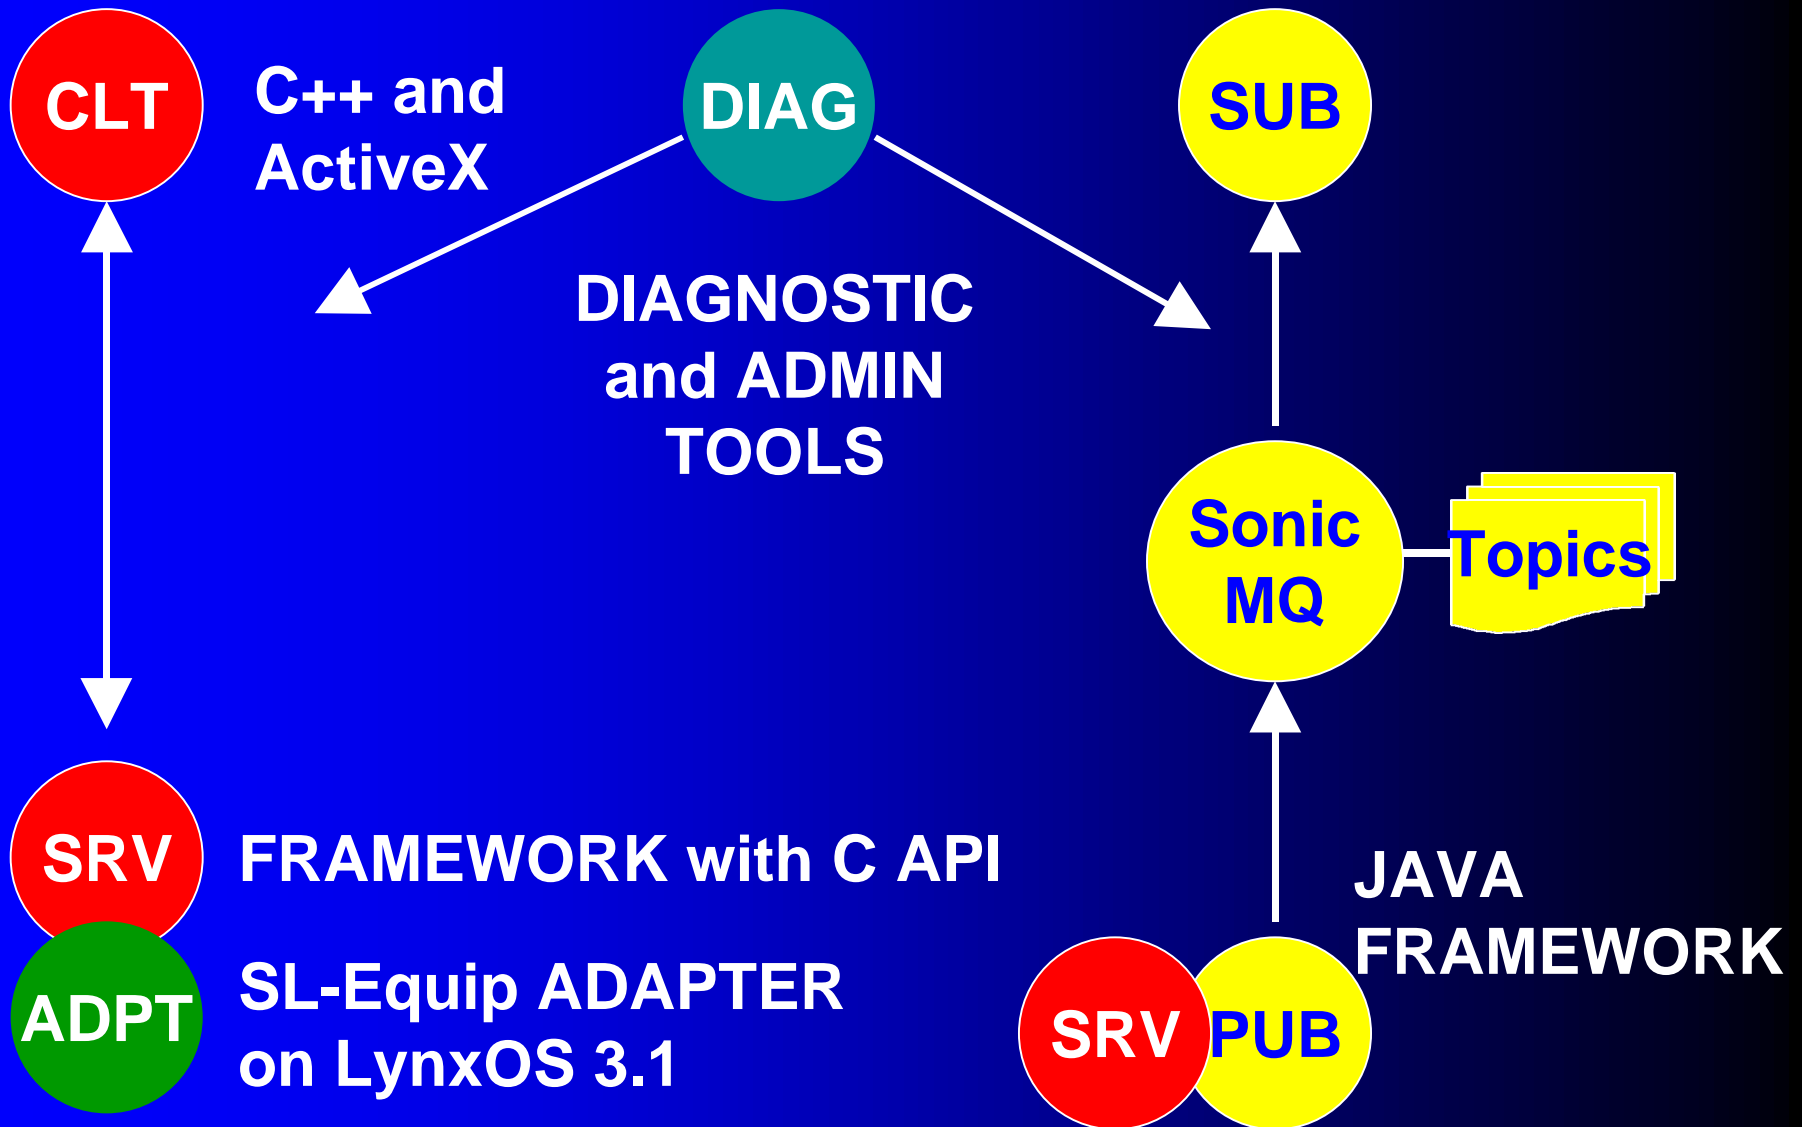 CLT
C++ and
ActiveX
DIAG
SUB
DIAGNOSTIC
and ADMIN
TOOLS
Sonic
MQ
Topics
SRV
FRAMEWORK with C API
JAVA
FRAMEWORK
ADPT
SL-Equip ADAPTER
on LynxOS 3.1
SRV
PUB